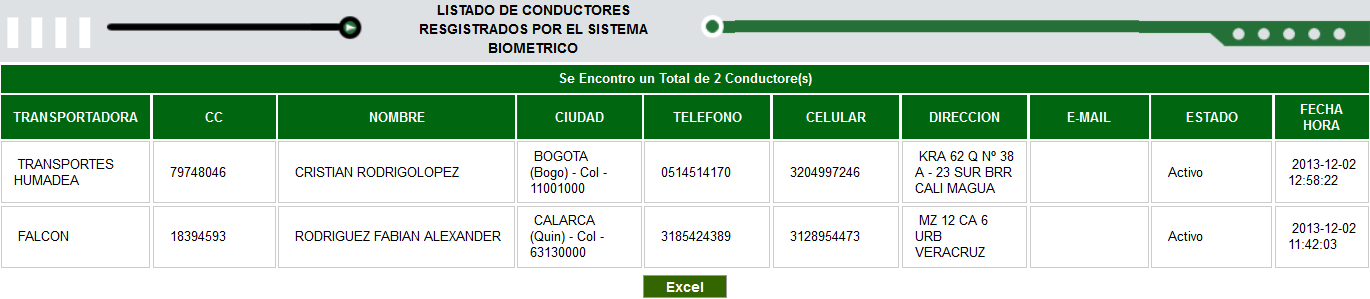 LISTADO DE CONDUCTORES
RESGISTRADOS POR EL SISTEMA
BIOMETRICO
Se Encontro un Total de 2 Conductore(s)
TRANSPORTADORA CC NOMBRE CIUDAD TELEFONO CELULAR DIRECCION E-MAIL ESTADO FECHA
HORA
TRANSPORTES
HUMADEA
79748046
CRISTIAN RODRIGOLOPEZ
BOGOTA
(Bogo) - Col -
11001000
0514514170
3204997246
KRA 62 Q Nº 38
A - 23 SUR BRR
CALI MAGUA
Activo
2013-12-02
12:58:22
FALCON
18394593
RODRIGUEZ FABIAN ALEXANDER
CALARCA
(Quin) - Col -
63130000
3185424389
3128954473
MZ 12 CA 6
URB
VERACRUZ
Activo
2013-12-02
11:42:03
Excel